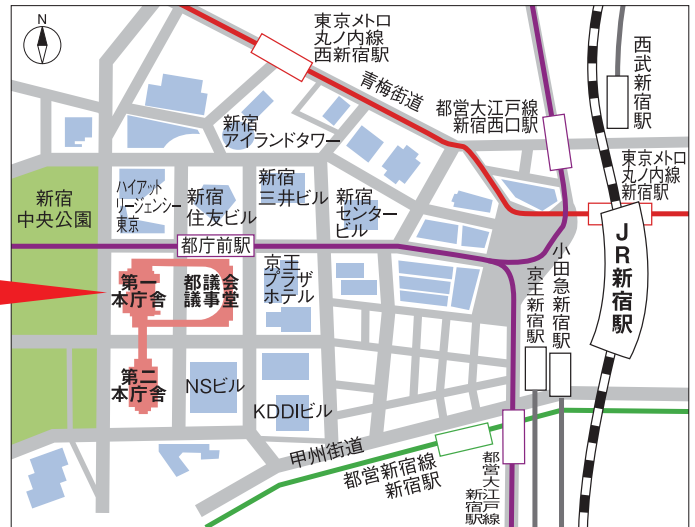 N
東京メトロ
丸ノ内線
西新宿駅
青梅街道
西武新宿駅
都営大江戸線
新宿西口駅
新宿
アイランドタワー
東京メトロ
丸ノ内線
新宿駅
新宿
中央公園
ハイアット
リージェンシー
東京
新宿
住友ビル
新宿
三井ビル
新宿
センター
ビル
都庁前駅
JR新宿駅
小田急新宿駅
京王新宿駅
第一
本庁舎
都議会
議事堂
京王
プラザ
ホテル
第二
本庁舎
NSビル
KDDIビル
甲州街道
都営新宿線
新宿駅
都営大江戸線
新宿駅